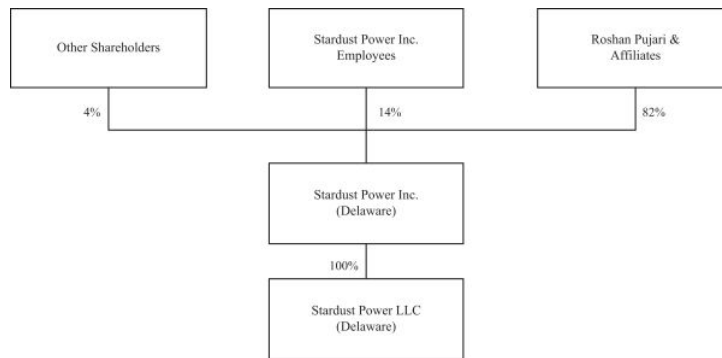 Other Shareholders
Stardust Power Inc.
Employees
Roshan Pujari &
Affiliates
4%
14%
82%
Stardust Power Inc.
(Delaware)
100%
Stardust Power LLC
(Delaware)